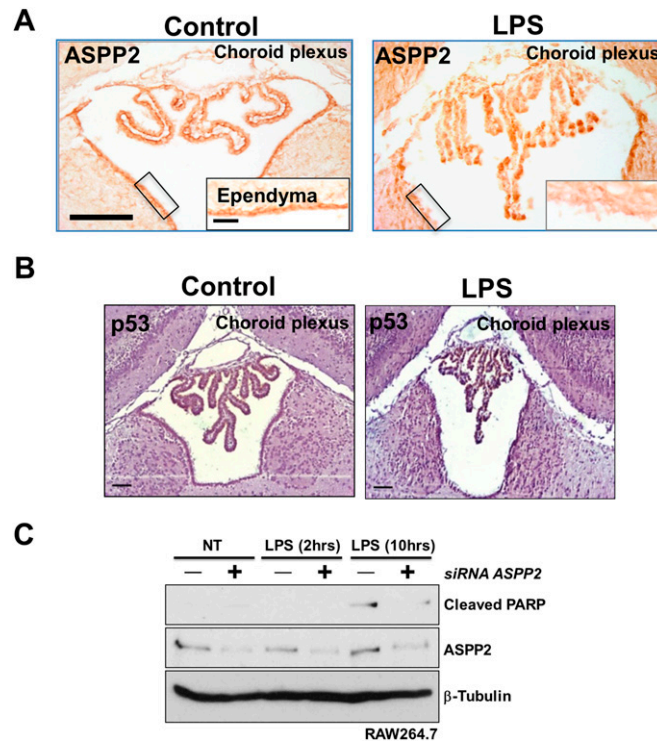 A
Control
LPS
ASPP2
Choroid plexus
ASPP2
Choroid plexus
Ependyma
B
Control
LPS
p53
Choroid plexus
p53
Choroid plexus
C
NT
LPS (2hrs)
LPS (10hrs)
— + — + — + siRNA ASPP2
Cleaved PARP
ASPP2
β-Tubulin
RAW264.7